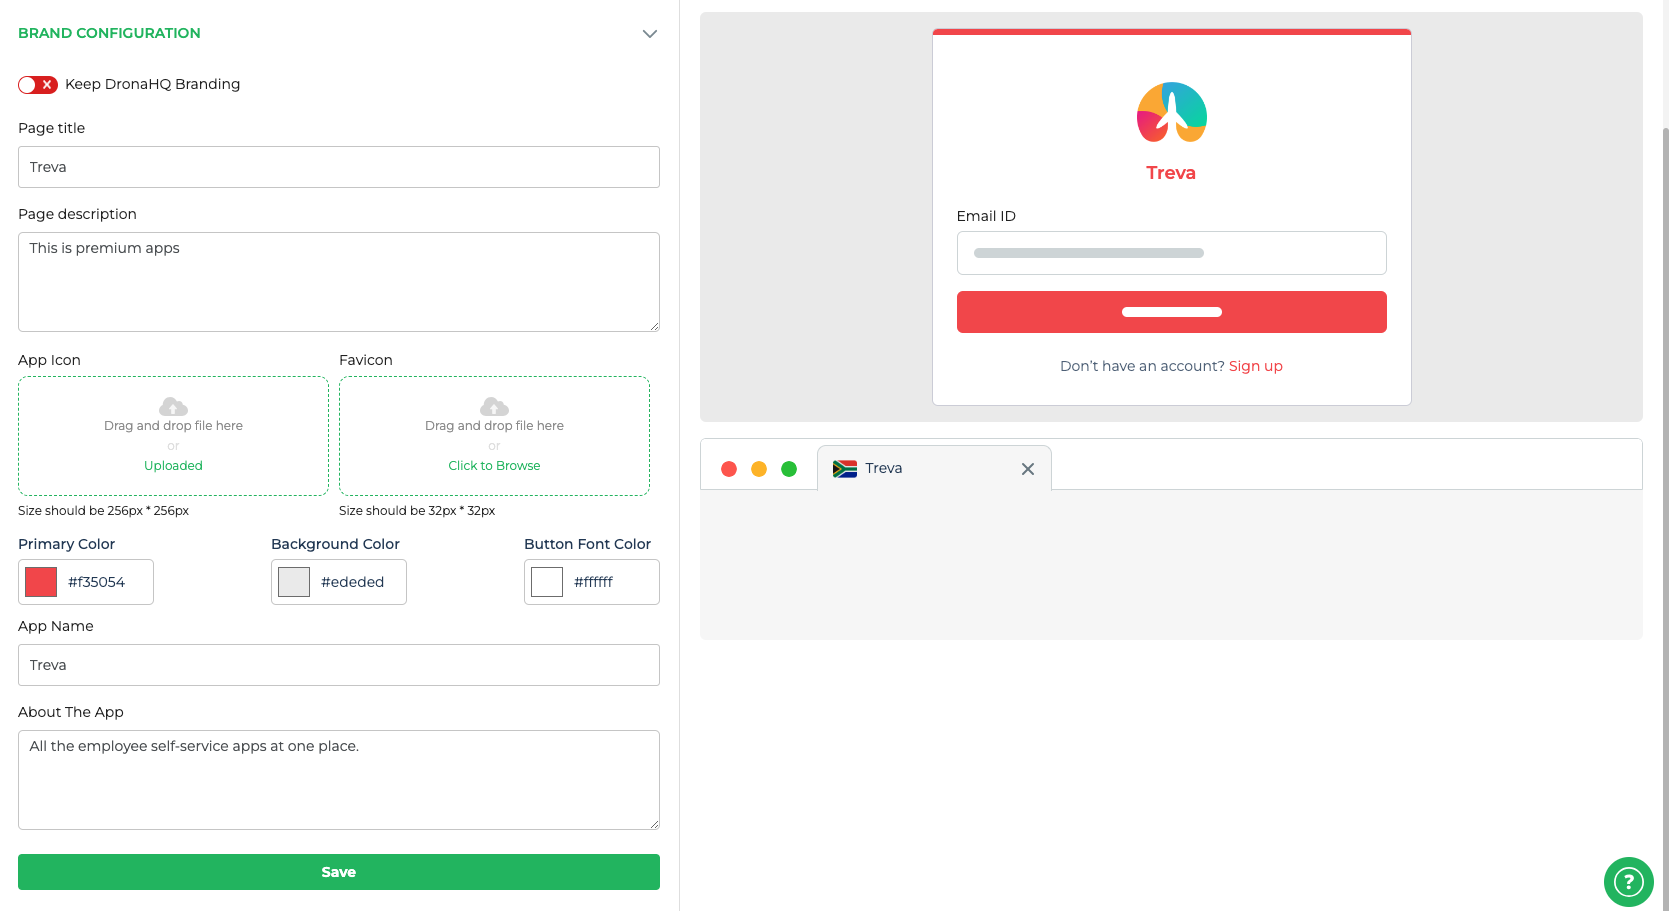 BRAND CONFIGURATION
Keep DronaHQ Branding
Page title
Treva
Page description
This is premium apps
App Icon
Favicon
Drag and drop file here
or
Uploaded
Drag and drop file here
or
Click to Browse
Size should be 256px * 256px
Size should be 32px * 32px
Primary Color
Background Color
Button Font Color
#f35054
#ededed
#ffffff
App Name
Treva
About The App
All the employee self-service apps at one place.
Save
Treva
Email ID
Don't have an account? Sign up
Treva
?